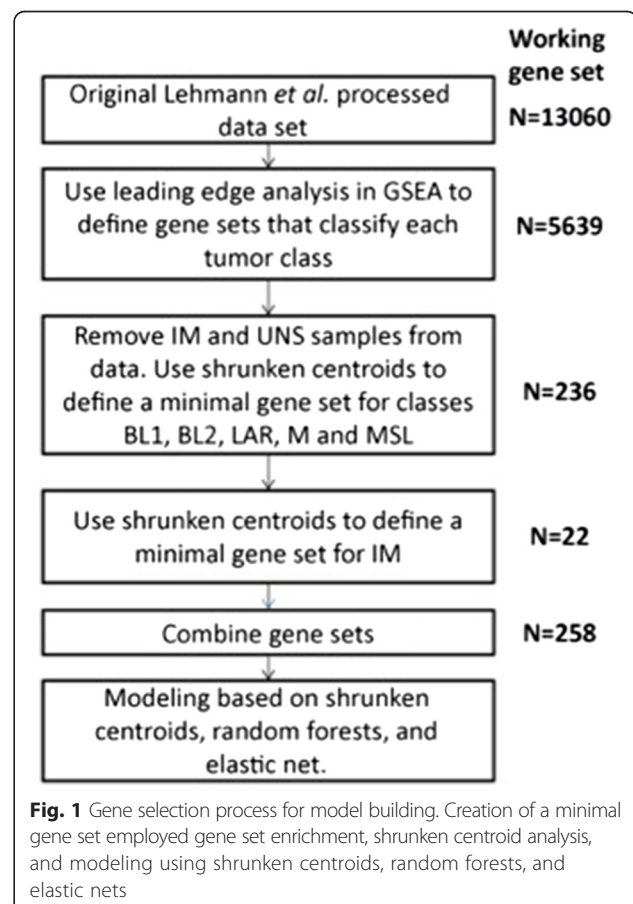 Working
gene set
Original Lehmann et al. processed
data set
N=13060
Use leading edge analysis in GSEA to
define gene sets that classify each
tumor class
N=5639
Remove IM and UNS samples from
data. Use shrunken centroids to
define a minimal gene set for classes
BL1, BL2, LAR, M and MSL
N=236
Use shrunken centroids to define a
minimal gene set for IM
N=22
Combine gene sets
N=258
Modeling based on shrunken
centroids, random forests, and
elastic net.
Fig. 1 Gene selection process for model building. Creation of a minimal
gene set employed gene set enrichment, shrunken centroid analysis,
and modeling using shrunken centroids, random forests, and
elastic nets